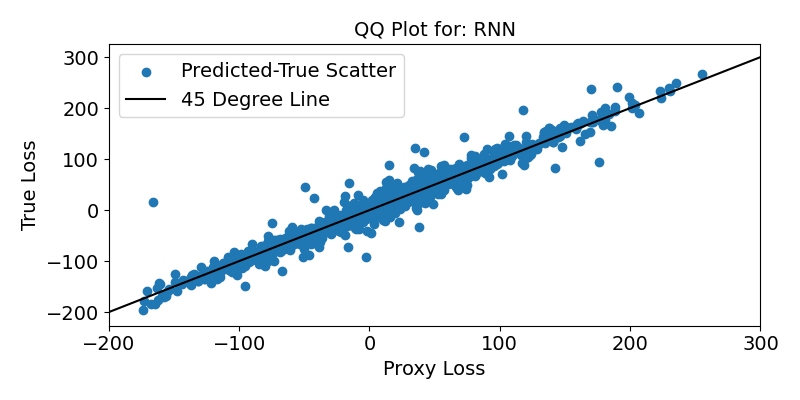 QQ Plot for: RNN
300
200
100
0
−100
−200
True Loss
Predicted-True Scatter
45 Degree Line
−200 −100 0 100 200 300
Proxy Loss